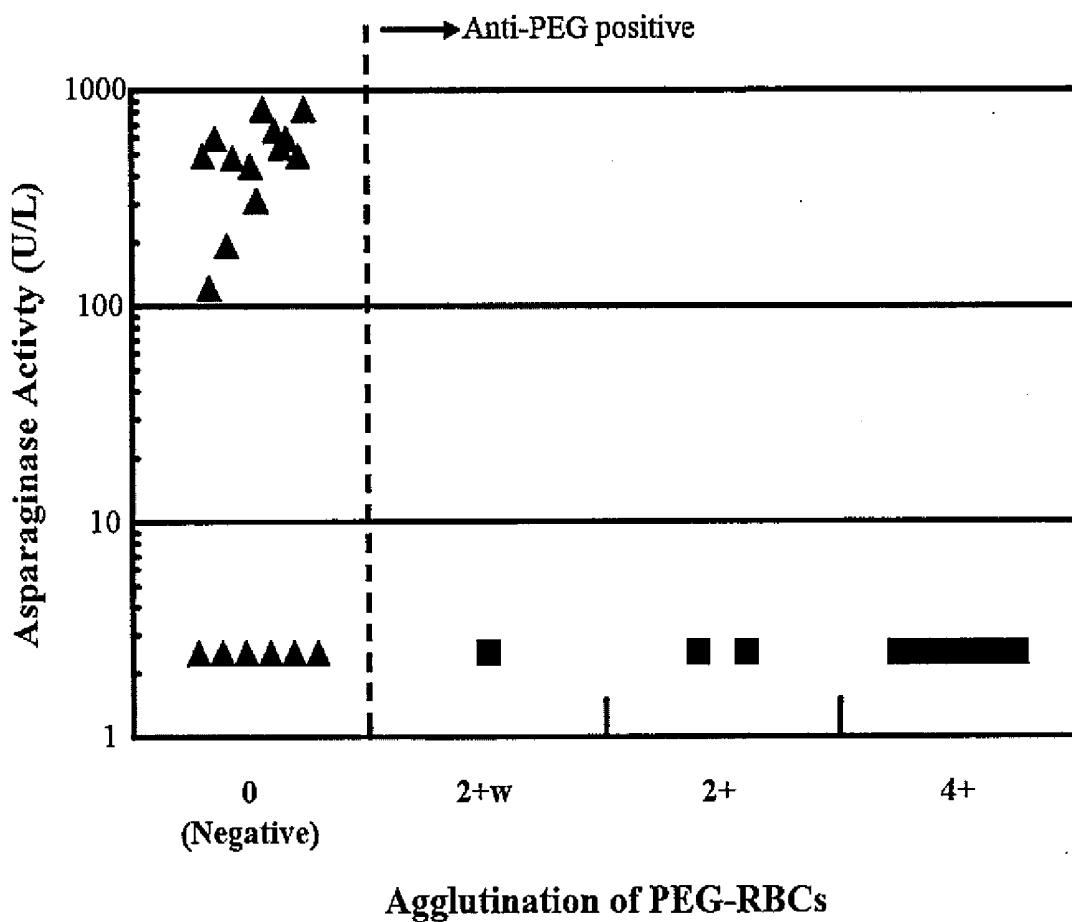 Anti-PEG positive
1000
100
10
1
Asparaginase Activty (U/L)
0
(Negative)
2+w
2+
4+
Agglutination of PEG-RBCs